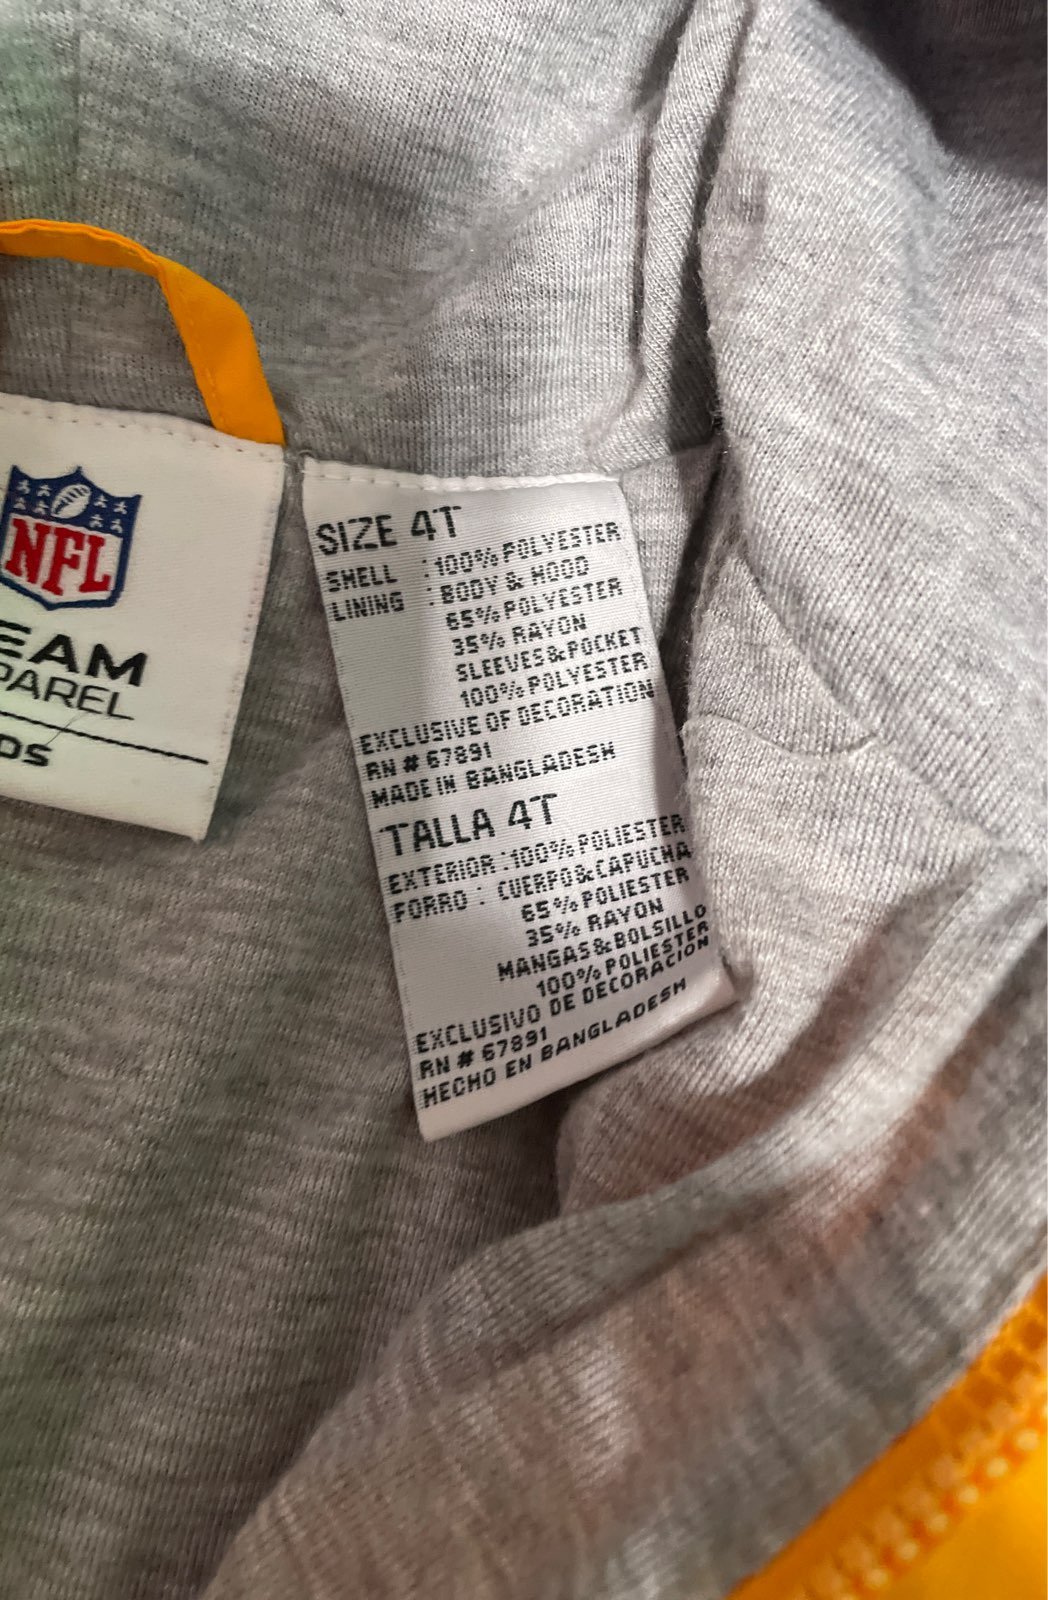 NFL
EAM
PAREL
DS
SIZE 4T
SHELL : 100% POLYESTER
LINING : BODY & HOOD
65% POLYESTER
35% RAYON
SLEEVES&POCKET
100% POLYESTER
EXCLUSIVE OF DECORATION
RN # 67891
MADE IN BANGLADESH
TALLA 4T
EXTERIOR : 100% POLIESTER
FORRO : CUERPO&CAPUCHA
65% POLIESTER
35% RAYON
MANGAS&BOLSILLO
100% POLIESTER
EXCLUSIVO DE DECORACION
RN # 67891
HECHO EN BANGLADESH